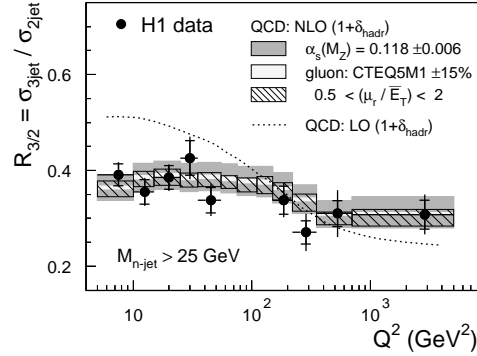 H1 data
QCD: NLO (1+δhadr)
αs(MZ) = 0.118 ±0.006
gluon: CTEQ5M1 ±15%
0.5 < (μr / E̅T) < 2
QCD: LO (1+δhadr)
R3/2 = σ3jet / σ2jet
0.6
0.4
0.2
Mn-jet > 25 GeV
10
10²
10³
Q² (GeV²)